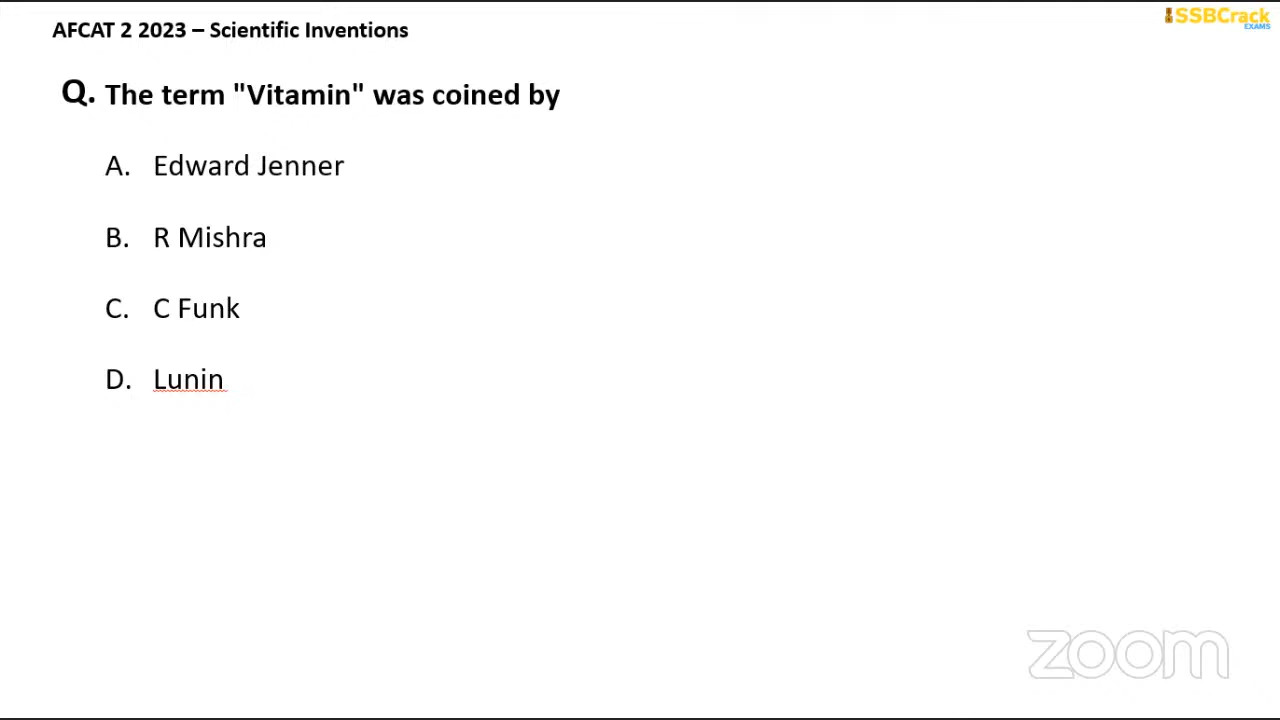 AFCAT 2 2023 – Scientific Inventions
SSBCrack
EXAMS
Q. The term "Vitamin" was coined by
A. Edward Jenner
B. R Mishra
C. C Funk
D. Lunin
zoom